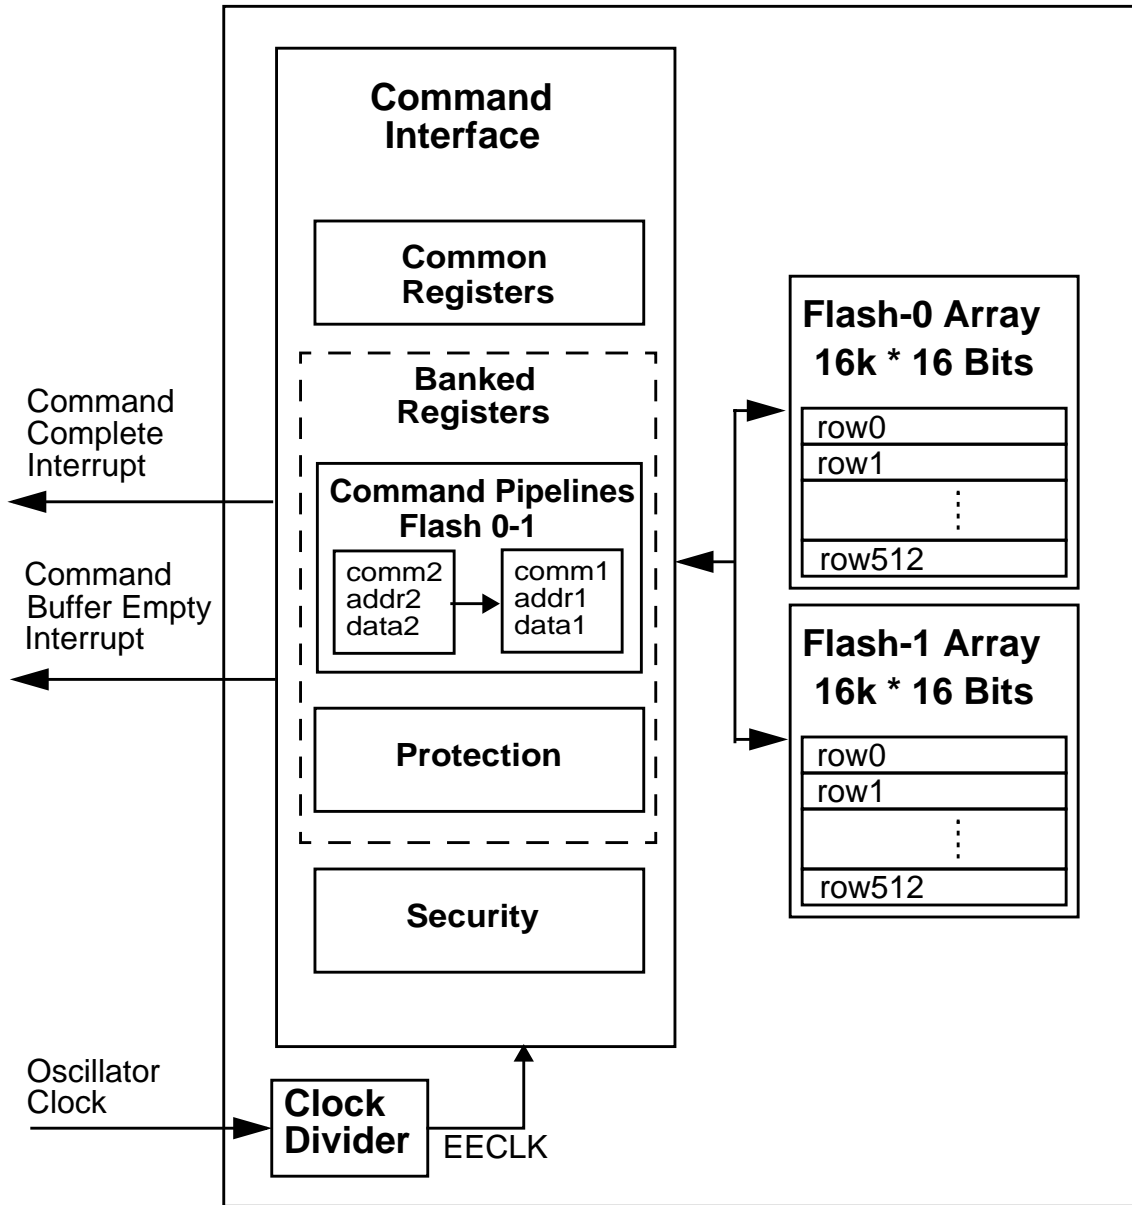 Command
Interface
Common
Registers
Banked
Registers
Command Pipelines
Flash 0-1
comm2
addr2
data2
comm1
addr1
data1
Protection
Security
Command
Complete
Interrupt
Command
Buffer Empty
Interrupt
Oscillator
Clock
Clock
Divider
EECLK
Flash-0 Array
16k * 16 Bits
row0
row1
row512
Flash-1 Array
16k * 16 Bits
row0
row1
row512